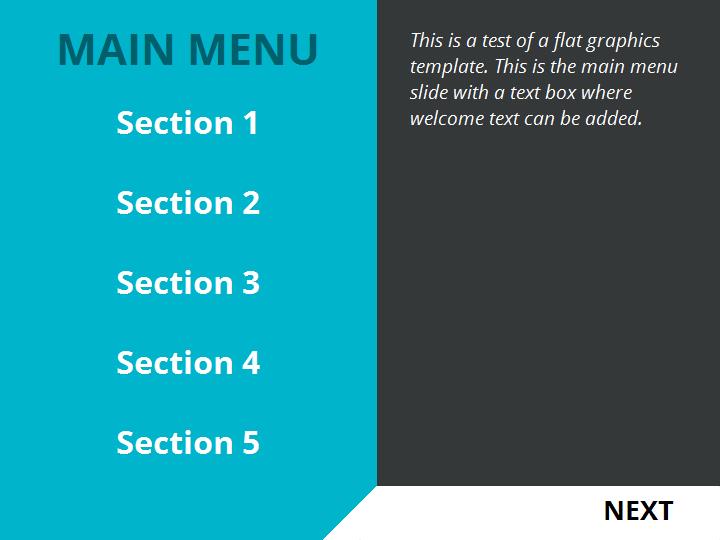 MAIN MENU
Section 1
Section 2
Section 3
Section 4
Section 5
This is a test of a flat graphics
template. This is the main menu
slide with a text box where
welcome text can be added.
NEXT